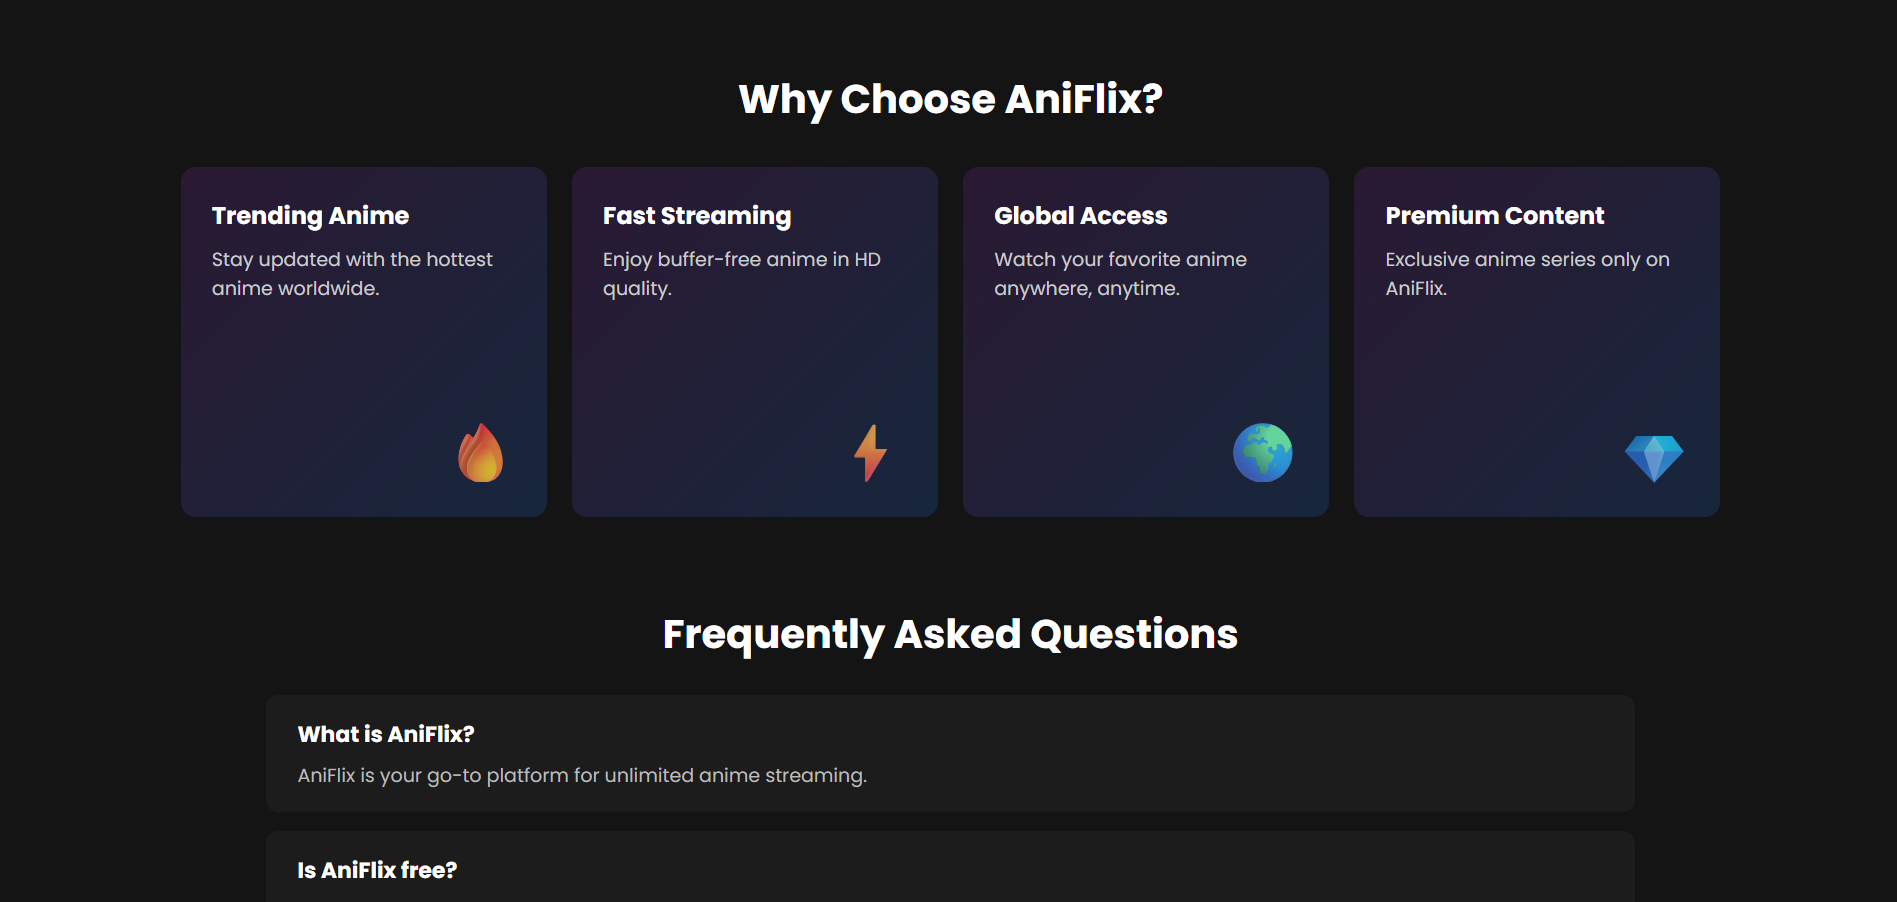 Why Choose AniFlix?
Trending Anime
Stay updated with the hottest
anime worldwide.
Fast Streaming
Enjoy buffer-free anime in HD
quality.
Global Access
Watch your favorite anime
anywhere, anytime.
Premium Content
Exclusive anime series only on
AniFlix.
Frequently Asked Questions
What is AniFlix?
AniFlix is your go-to platform for unlimited anime streaming.
Is AniFlix free?